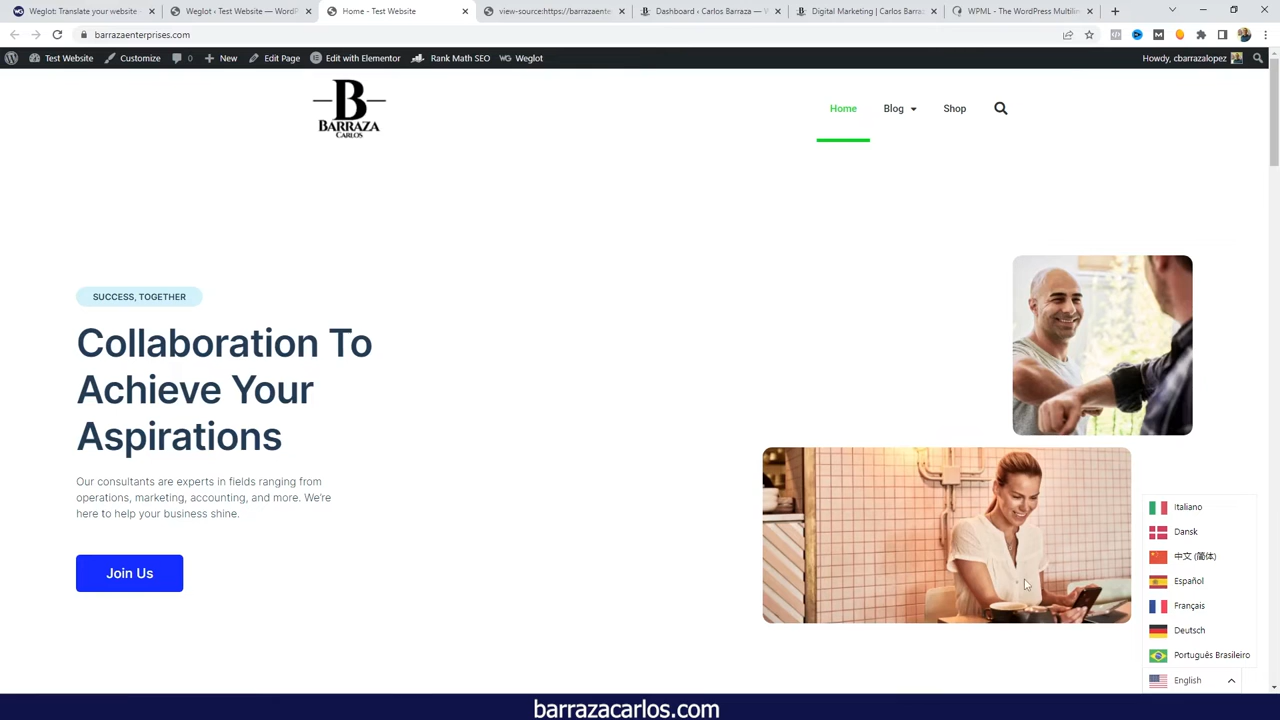 Weglot: Translate your website
Weglot ‹ Test Website — WordP
Home - Test Website
view-source:https://barrazaenter
Dashboard ‹ Carlos Barraza — W
Digital Marketing | Carlos Barraz
WPML - The WordPress Multilin
barrazaenterprises.com
Test Website
Customize
0
New
Edit Page
Edit with Elementor
Rank Math SEO
WG Weglot
Howdy, cbarrazalopez
B
BARRAZA
CARLOS
Home
Blog
Shop
SUCCESS, TOGETHER
Collaboration To
Achieve Your
Aspirations
Our consultants are experts in fields ranging from
operations, marketing, accounting, and more. We're
here to help your business shine.
Join Us
Italiano
Dansk
中文 (简体)
Español
Français
Deutsch
Português Brasileiro
English
barrazacarlos.com